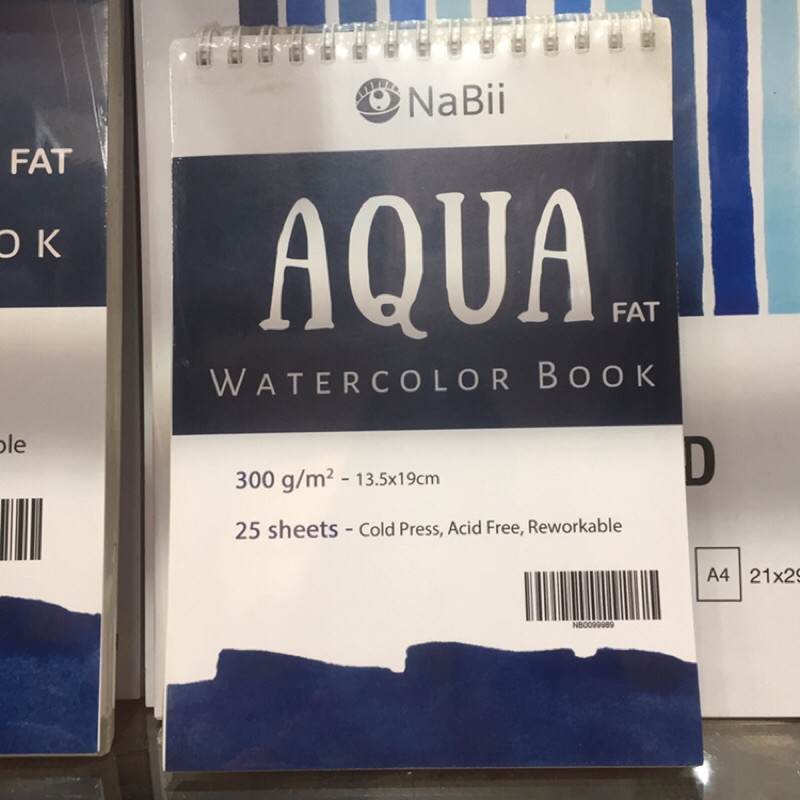 NaBii
AQUA FAT
WATERCOLOR BOOK
300 g/m² - 13.5x19cm
25 sheets - Cold Press, Acid Free, Reworkable
NB0099989
FAT
OK
ble
D
A4 21x29